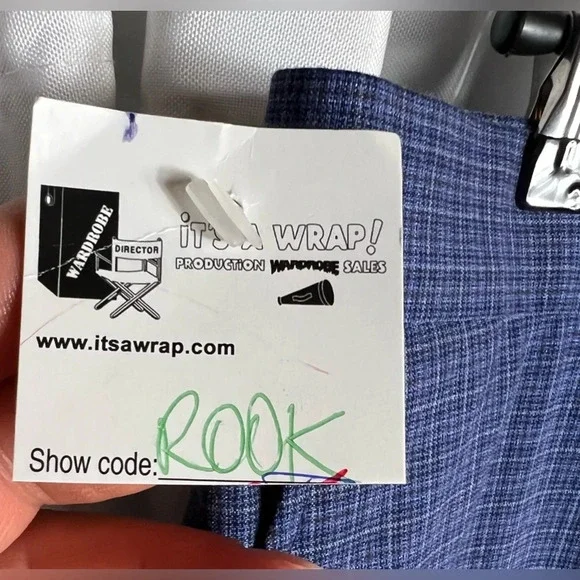 WARDROBE
DIRECTOR
iT'S A WRAP!
PRODUCTiON WARDROBE SALES
www.itsawrap.com
Show code: ROOK